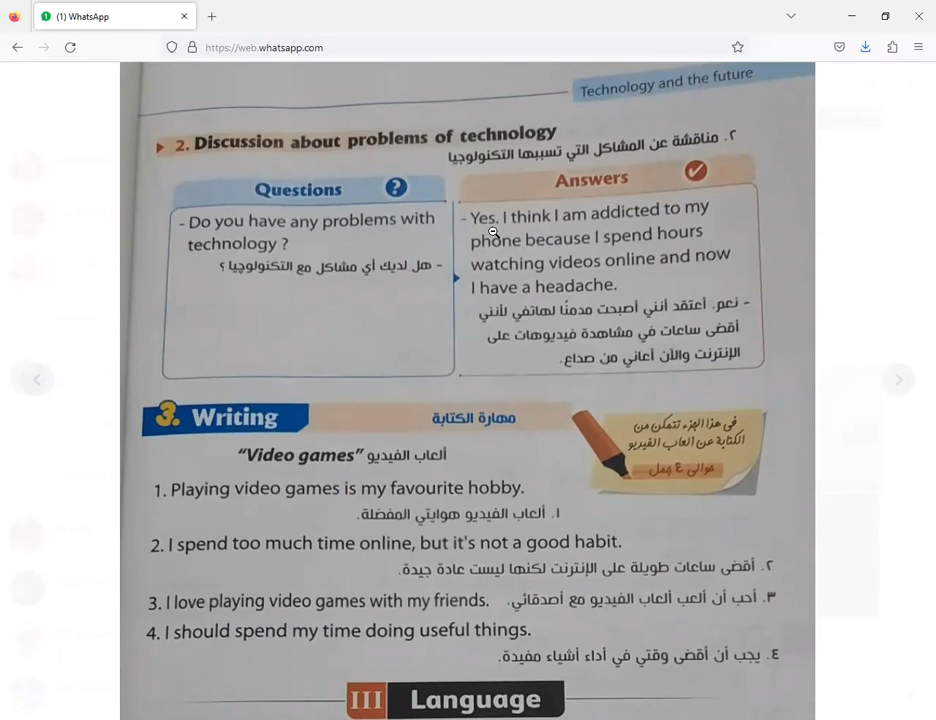 (1) WhatsApp
https://web.whatsapp.com
Technology and the future
2. Discussion about problems of technology
٢. مناقشة عن المشاكل التي تسببها التكنولوجيا
Questions ?
- Do you have any problems with
technology ?
- هل لديك أي مشاكل مع التكنولوجيا ؟
Answers
- Yes. I think I am addicted to my
phone because I spend hours
watching videos online and now
I have a headache.
- نعم. أعتقد أنني أصبحت مدمنًا لهاتفي لأنني
أقضى ساعات في مشاهدة فيديوهات على
الإنترنت والآن أعاني من صداع.
3. Writing
مهارة الكتابة
في هذا الجزء تتمكن من
الكتابة عن ألعاب الفيديو
حوالى ٤ جمل
“Video games” ألعاب الفيديو
1. Playing video games is my favourite hobby.
١. ألعاب الفيديو هوايتي المفضلة.
2. I spend too much time online, but it's not a good habit.
٢. أقضى ساعات طويلة على الإنترنت لكنها ليست عادة جيدة.
3. I love playing video games with my friends.
٣. أحب أن ألعب ألعاب الفيديو مع أصدقائي.
4. I should spend my time doing useful things.
٤. يجب أن أقضى وقتي في أداء أشياء مفيدة.
III Language